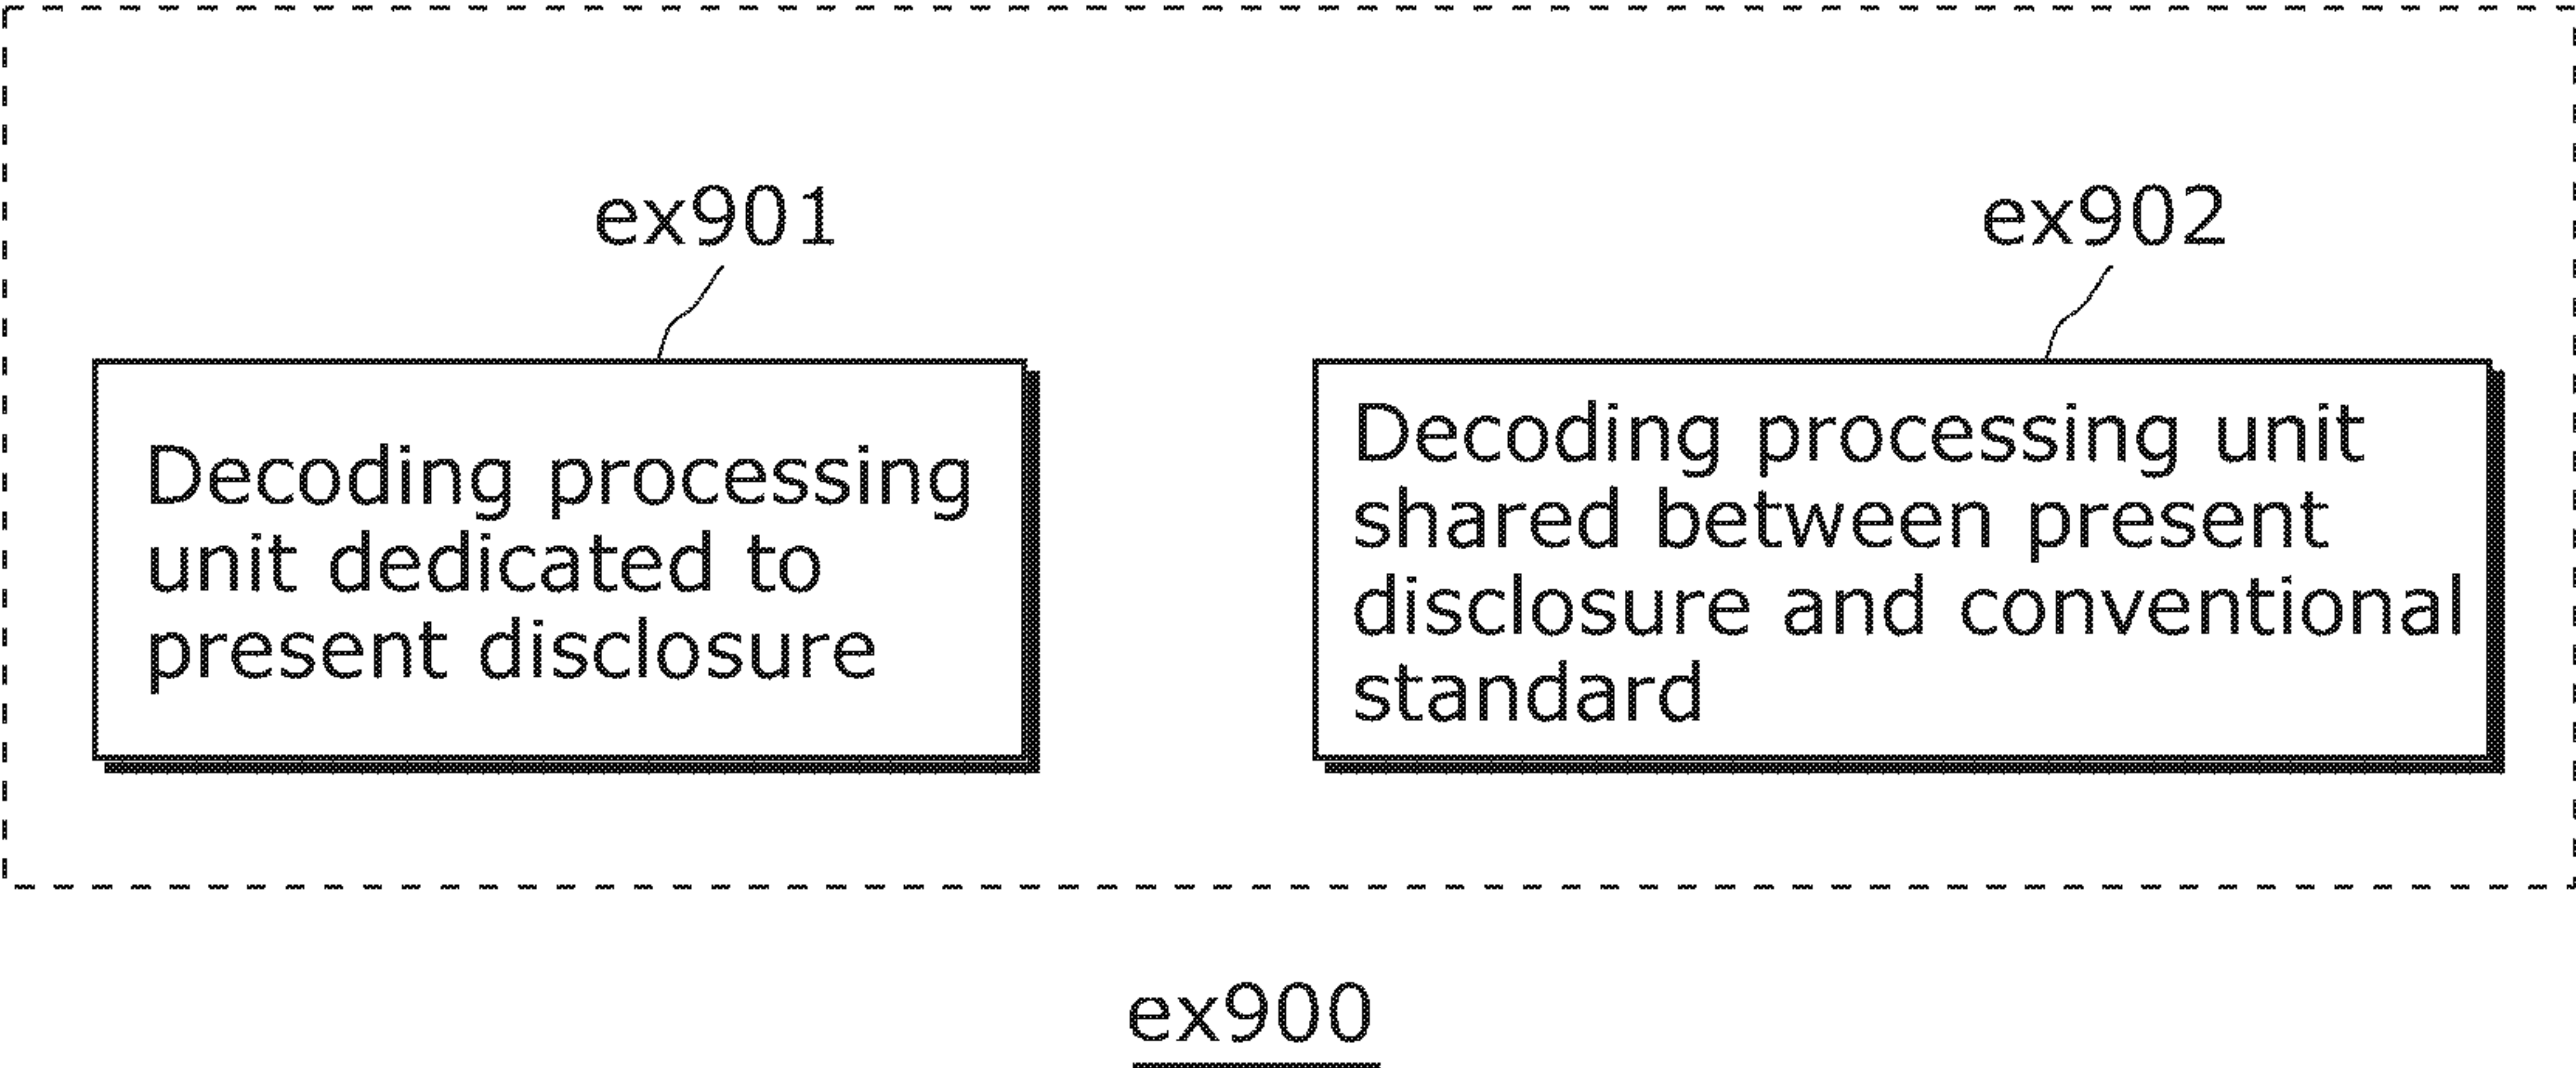 ex901
Decoding processing
unit dedicated to
present disclosure
ex902
Decoding processing unit
shared between present
disclosure and conventional
standard
ex900